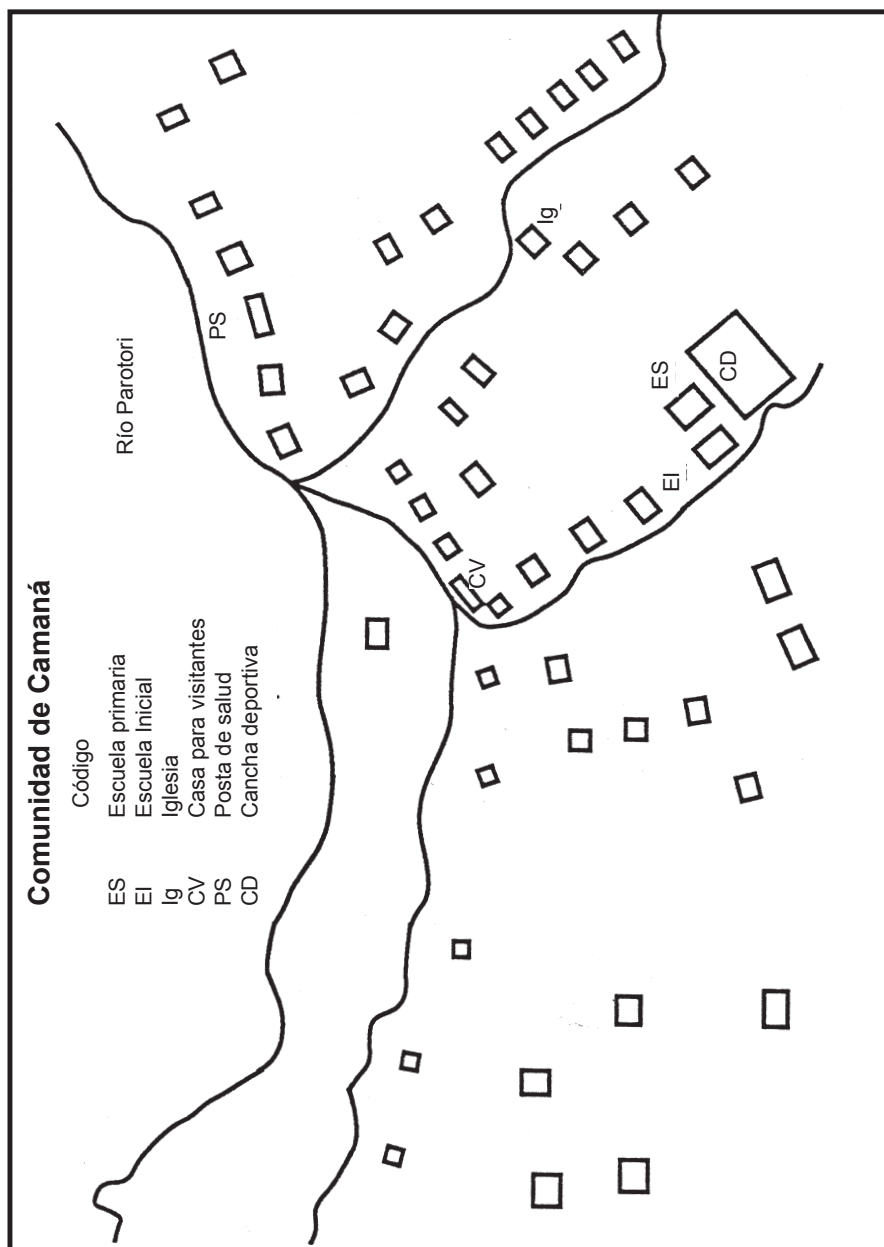 Comunidad de Camaná
Código
ES Escuela primaria
EI Escuela Inicial
Ig Iglesia
CV Casa para visitantes
PS Posta de salud
CD Cancha deportiva
Río Parotori
PS
Ig
CV
EI
ES
CD